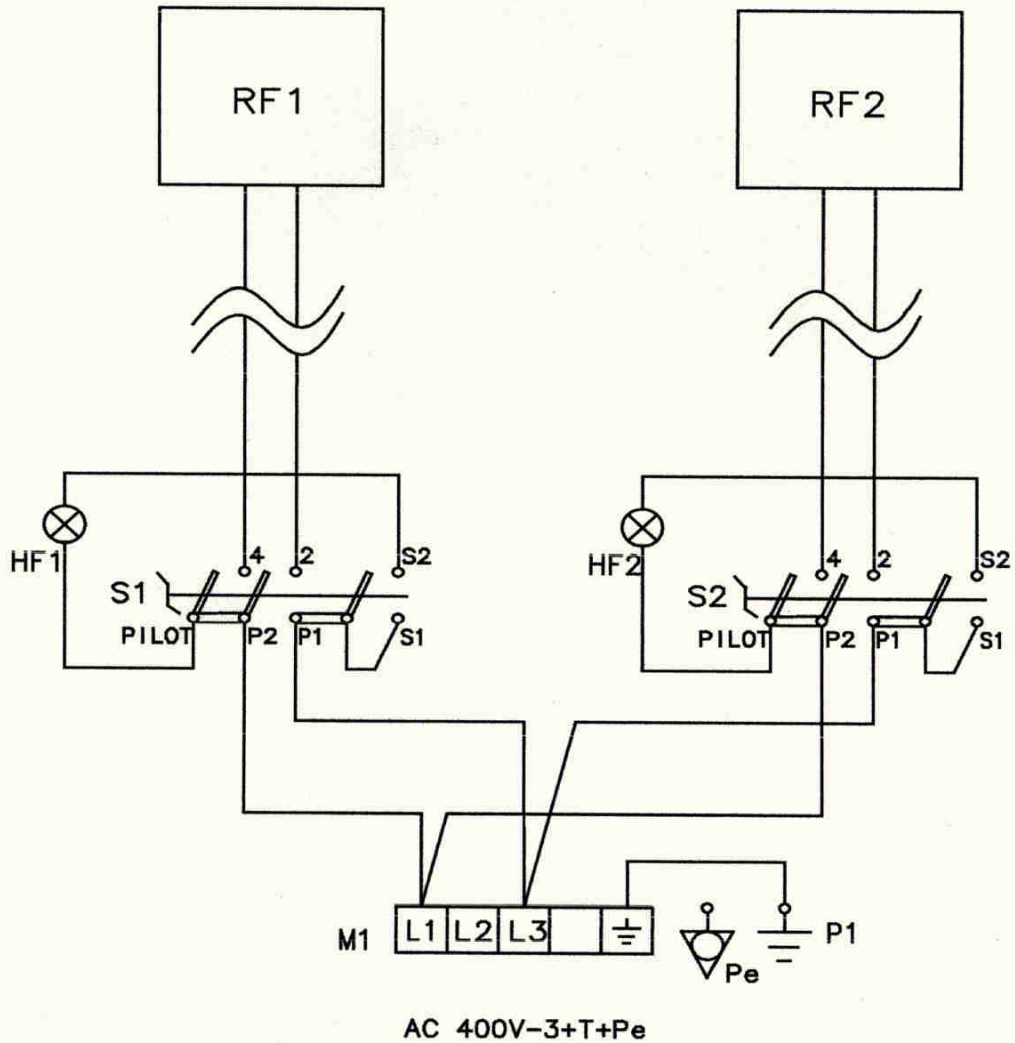 RF1
RF2
4
2
S2
HF1
S1
PILOT
P2
P1
S1
4
2
S2
HF2
S2
PILOT
P2
P1
S1
M1
L1
L2
L3
Pe
P1
AC 400V-3+T+Pe